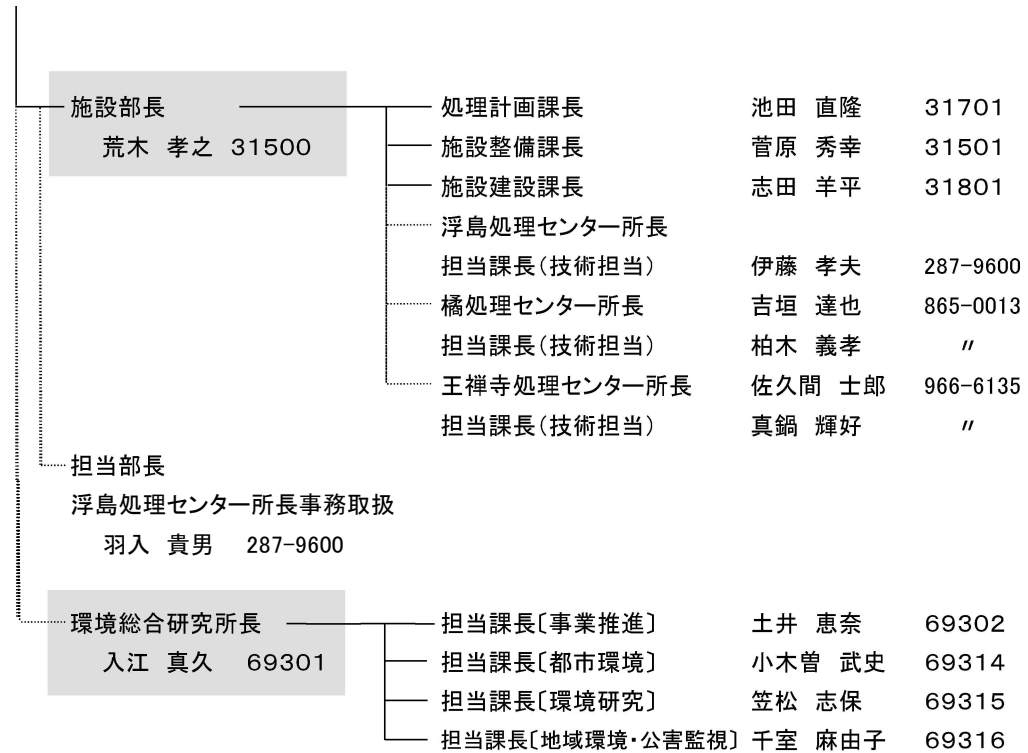 施設部長 処理計画課長 池田 直隆 31701
荒木 孝之 31500 施設整備課長 菅原 秀幸 31501
施設建設課長 志田 羊平 31801
浮島処理センター所長
担当課長(技術担当) 伊藤 孝夫 287-9600
橘処理センター所長 吉垣 達也 865-0013
担当課長(技術担当) 柏木 義孝 〃
王禅寺処理センター所長 佐久間 士郎 966-6135
担当課長(技術担当) 真鍋 輝好 〃
担当部長
浮島処理センター所長事務取扱
羽入 貴男 287-9600
環境総合研究所長 担当課長〔事業推進〕 土井 恵奈 69302
入江 真久 69301 担当課長〔都市環境〕 小木曽 武史 69314
担当課長〔環境研究〕 笠松 志保 69315
担当課長〔地域環境・公害監視〕 千室 麻由子 69316